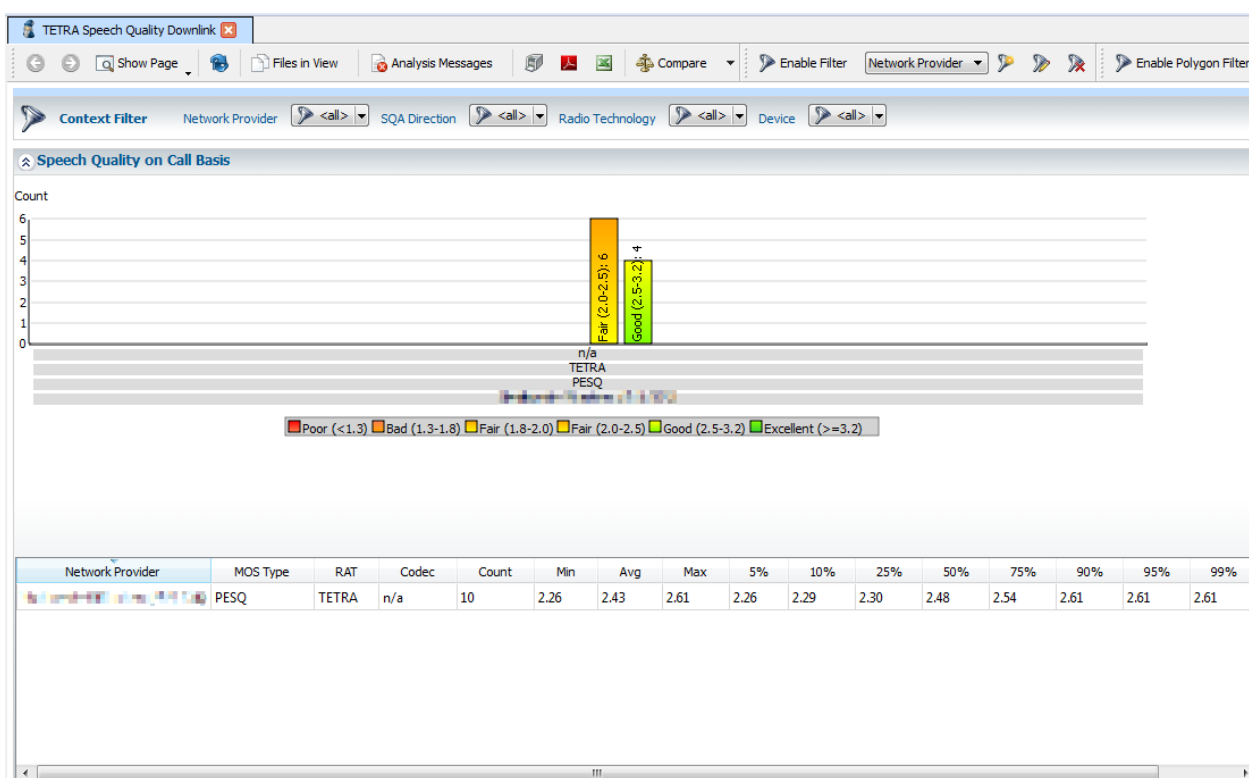 TETRA Speech Quality Downlink
Show Page Files in View Analysis Messages Compare Enable Filter Network Provider Enable Polygon Filter
Context Filter Network Provider <all> SQA Direction <all> Radio Technology <all> Device <all>
Speech Quality on Call Basis
Count
6
5
4
3
2
1
0
Fair (2.0-2.5): 6
Good (2.5-3.2): 4
n/a
TETRA
PESQ
Poor (<1.3) Bad (1.3-1.8) Fair (1.8-2.0) Fair (2.0-2.5) Good (2.5-3.2) Excellent (>=3.2)
Network Provider MOS Type RAT Codec Count Min Avg Max 5% 10% 25% 50% 75% 90% 95% 99%
PESQ TETRA n/a 10 2.26 2.43 2.61 2.26 2.29 2.30 2.48 2.54 2.61 2.61 2.61